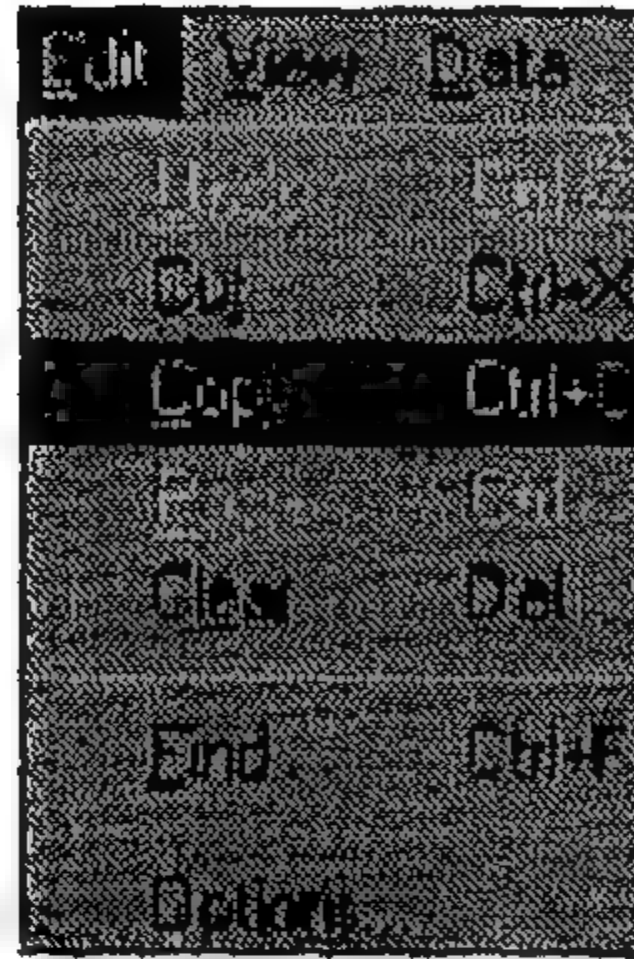 Edit View Data
Cut Ctrl+X
Copy Ctrl+C
Clear Del
Find Ctrl+F
Options